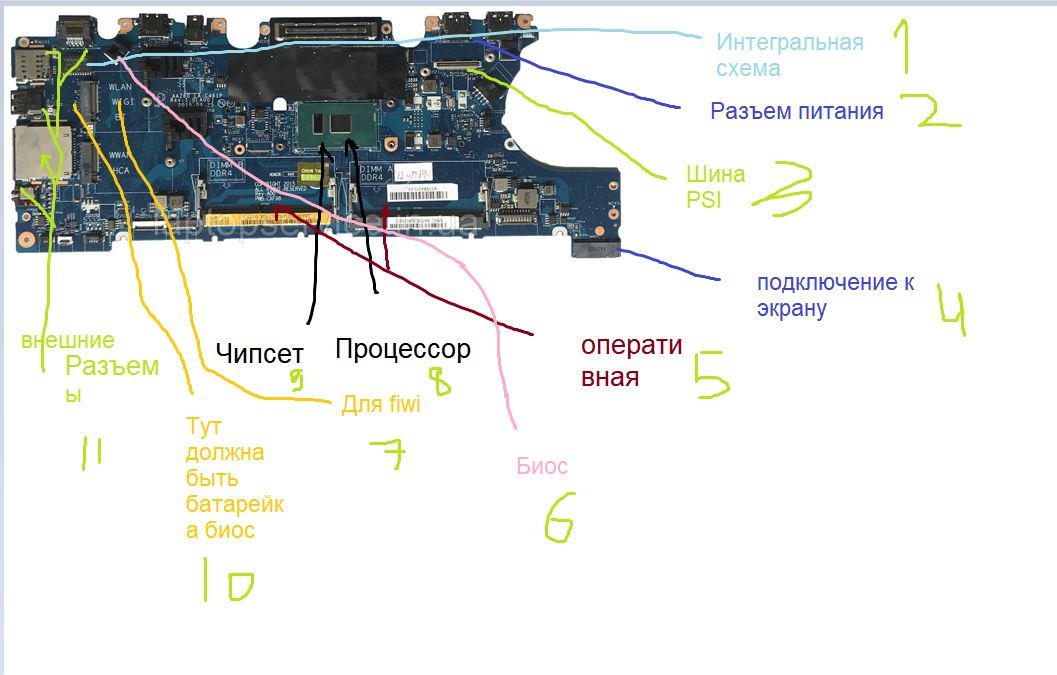 Интегральная
схема
1
Разъем питания
2
Шина
PSI
3
WLAN
WIGI
BT
WWAN
HCA
DIMM B
DDR4
DIMM A
DDR4
подключение к
экрану
4
внешние
Разъем
ы
11
Чипсет
9
Процессор
8
операти
вная
5
Для fiwi
7
Тут
должна
быть
батарейк
а биос
10
Биос
6